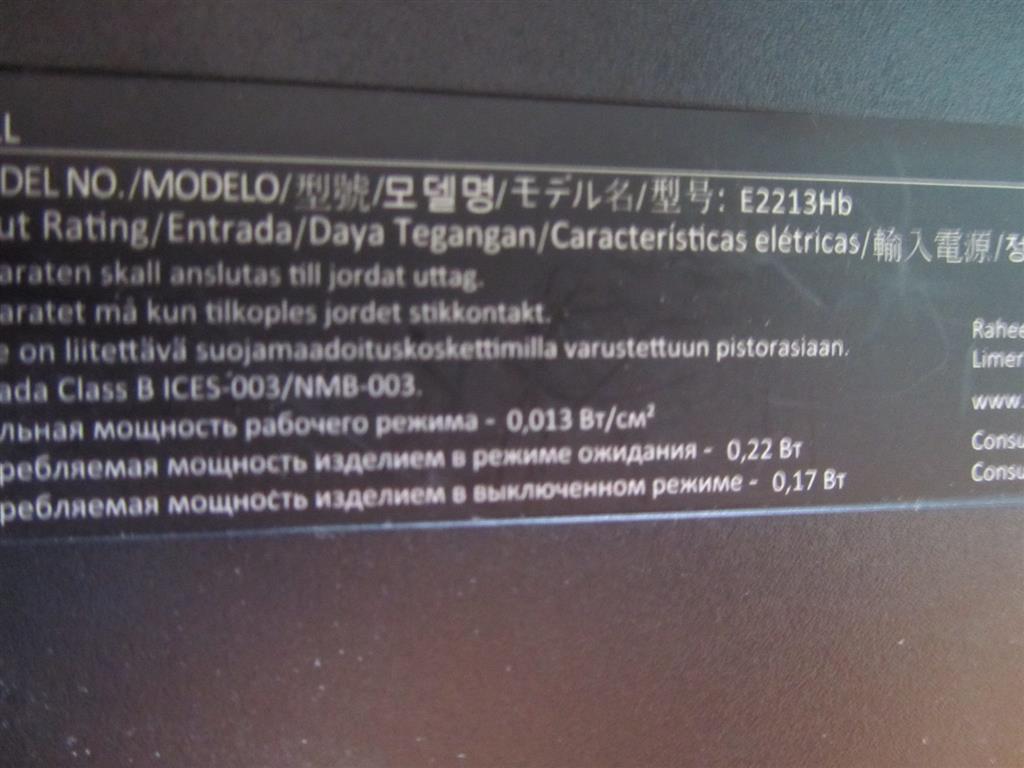 LL
DEL NO./MODELO/型號/모델명/モデル名/型号: E2213Hb
ut Rating/Entrada/Daya Tegangan/Características elétricas/輸入電源/정
araten skall anslutas till jordat uttag.
aratet må kun tilkoples jordet stikkontakt.
e on liitettävä suojamaadoituskoskettimilla varustettuun pistorasiaan.
ada Class B ICES-003/NMB-003.
льная мощность рабочего режима - 0,013 Вт/см²
ребляемая мощность изделием в режиме ожидания - 0,22 Вт
ребляемая мощность изделием в выключенном режиме - 0,17 Вт
Rahee
Limer
www.
Consu
Consu